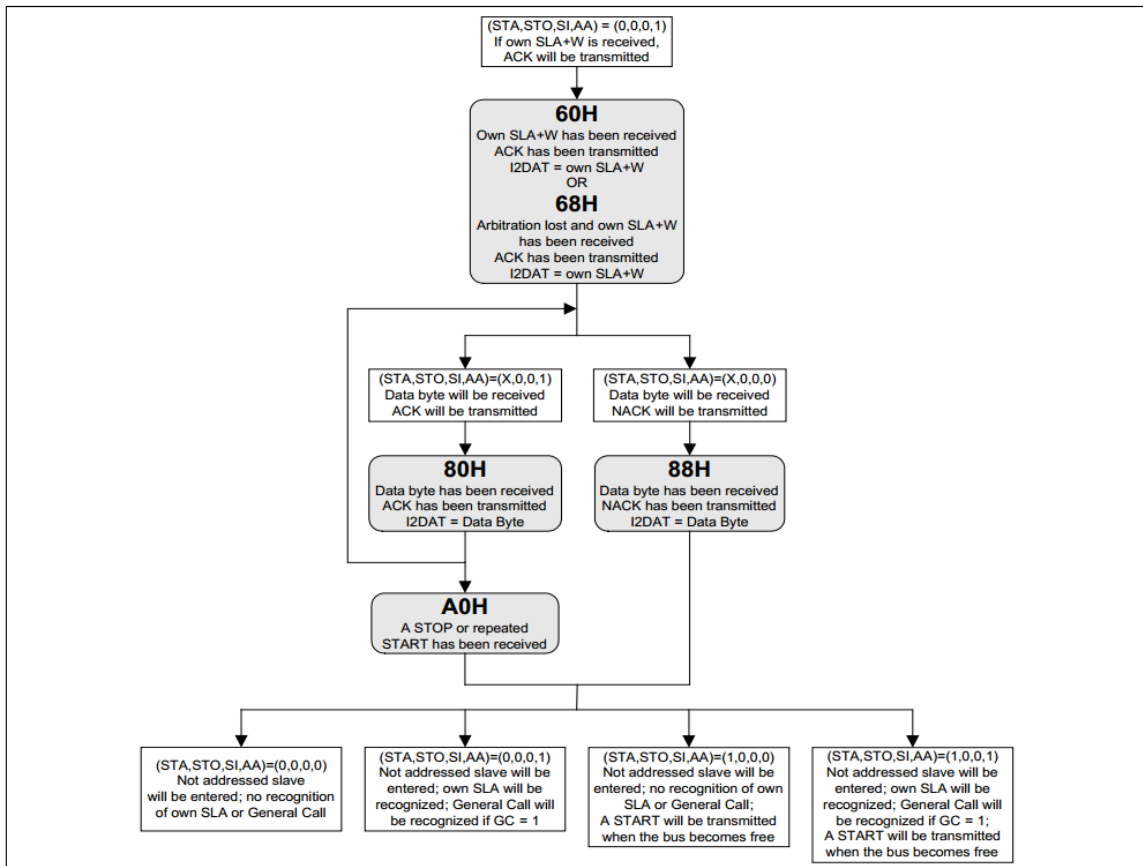 (STA,STO,SI,AA) = (0,0,0,1)
If own SLA+W is received,
ACK will be transmitted
60H
Own SLA+W has been received
ACK has been transmitted
I2DAT = own SLA+W
OR
68H
Arbitration lost and own SLA+W
has been received
ACK has been transmitted
I2DAT = own SLA+W
(STA,STO,SI,AA)=(X,0,0,1)
Data byte will be received
ACK will be transmitted
(STA,STO,SI,AA)=(X,0,0,0)
Data byte will be received
NACK will be transmitted
80H
Data byte has been received
ACK has been transmitted
I2DAT = Data Byte
88H
Data byte has been received
NACK has been transmitted
I2DAT = Data Byte
A0H
A STOP or repeated
START has been received
(STA,STO,SI,AA)=(0,0,0,0)
Not addressed slave
will be entered; no recognition
of own SLA or General Call
(STA,STO,SI,AA)=(0,0,0,1)
Not addressed slave will be
entered; own SLA will be
recognized; General Call will
be recognized if GC = 1
(STA,STO,SI,AA)=(1,0,0,0)
Not addressed slave will be
entered; no recognition of own
SLA or General Call;
A START will be transmitted
when the bus becomes free
(STA,STO,SI,AA)=(1,0,0,1)
Not addressed slave will be
entered; own SLA will be
recognized; General Call will
be recognized if GC = 1;
A START will be transmitted
when the bus becomes free